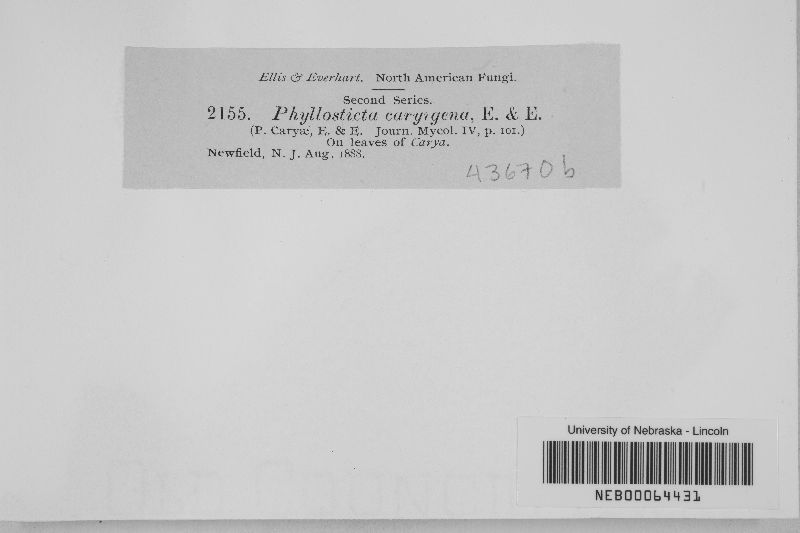 Ellis & Everhart. North American Fungi.
Second Series.
2155. Phyllosticta caryigena, E. & E.
(P. Caryæ, E. & E. Journ. Mycol. IV, p. 101.)
On leaves of Carya.
Newfield, N. J. Aug. 1888.
43670b
University of Nebraska - Lincoln
NEB00064431